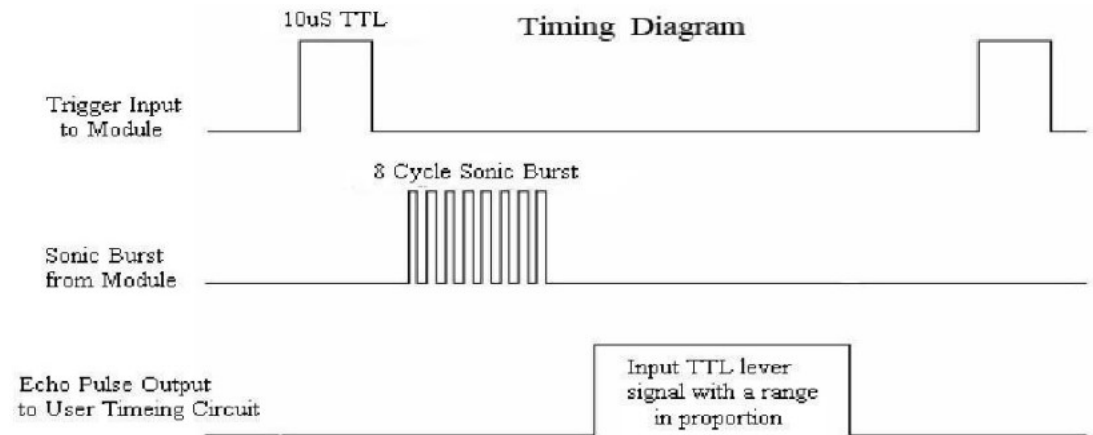 10uS TTL
Timing Diagram
Trigger Input
to Module
8 Cycle Sonic Burst
Sonic Burst
from Module
Echo Pulse Output
to User Timeing Circuit
Input TTL lever
signal with a range
in proportion